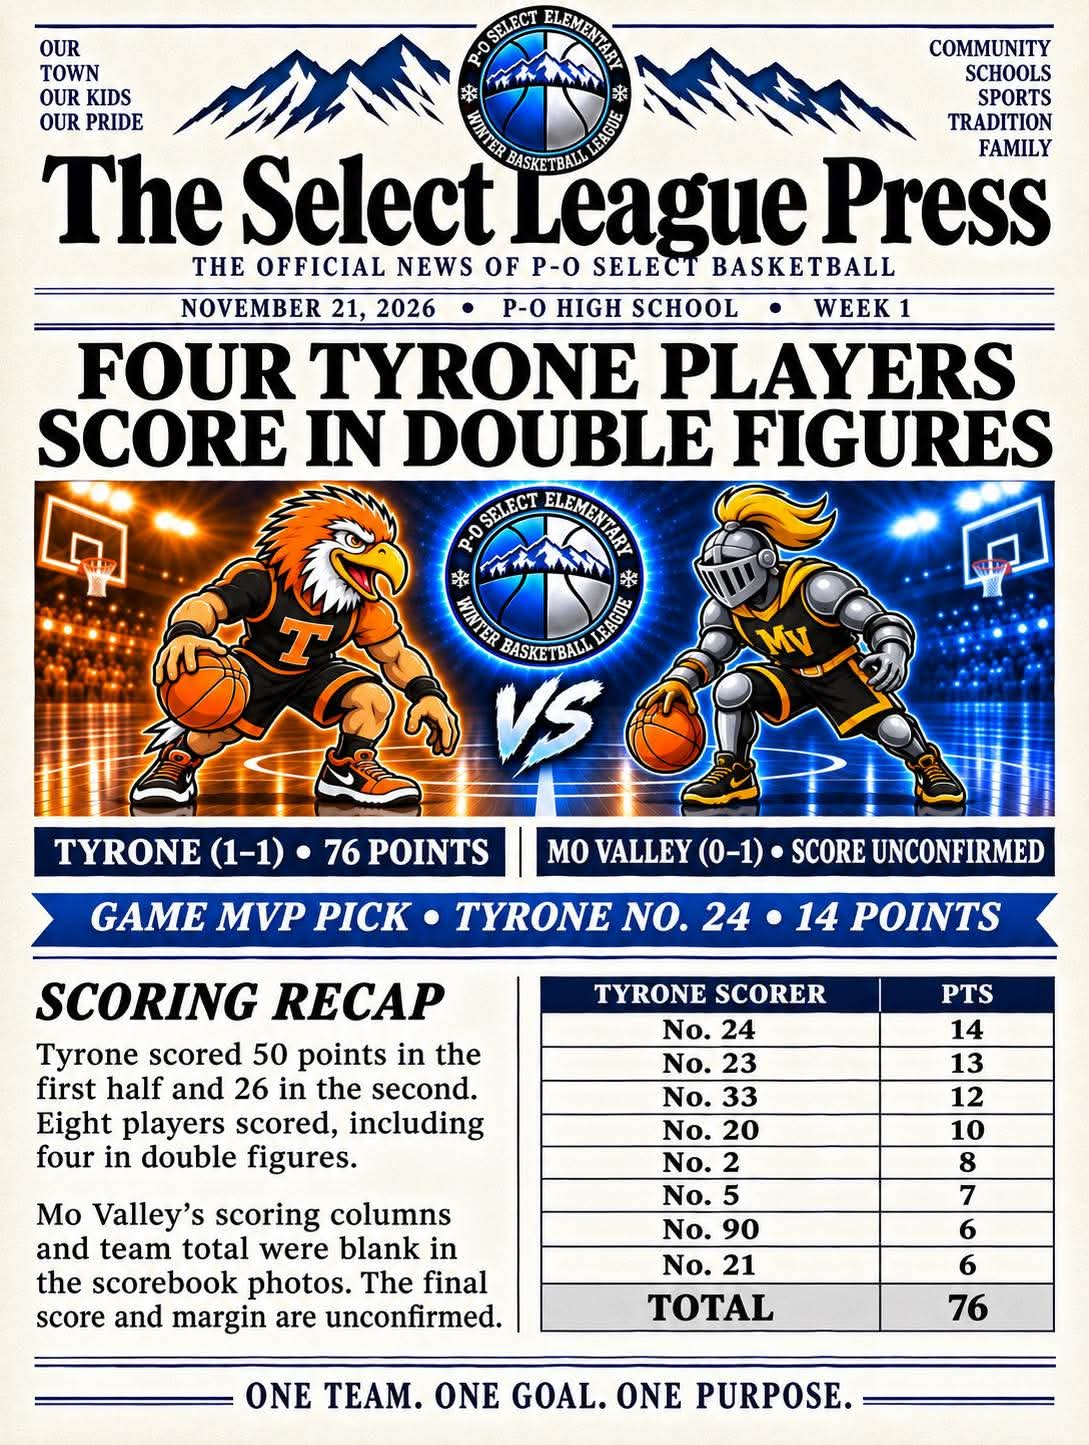 OUR
TOWN
OUR KIDS
OUR PRIDE
P-O SELECT ELEMENTARY
WINTER BASKETBALL LEAGUE
COMMUNITY
SCHOOLS
SPORTS
TRADITION
FAMILY
The Select League Press
THE OFFICIAL NEWS OF P-O SELECT BASKETBALL
NOVEMBER 21, 2026 • P-O HIGH SCHOOL • WEEK 1
FOUR TYRONE PLAYERS
SCORE IN DOUBLE FIGURES
P-O SELECT ELEMENTARY
WINTER BASKETBALL LEAGUE
T
MV
VS
TYRONE (1–1) • 76 POINTS
MO VALLEY (0–1) • SCORE UNCONFIRMED
GAME MVP PICK • TYRONE NO. 24 • 14 POINTS
SCORING RECAP
Tyrone scored 50 points in the
first half and 26 in the second.
Eight players scored, including
four in double figures.
Mo Valley’s scoring columns
and team total were blank in
the scorebook photos. The final
score and margin are unconfirmed.
TYRONE SCORER PTS
No. 24 14
No. 23 13
No. 33 12
No. 20 10
No. 2 8
No. 5 7
No. 90 6
No. 21 6
TOTAL 76
ONE TEAM. ONE GOAL. ONE PURPOSE.